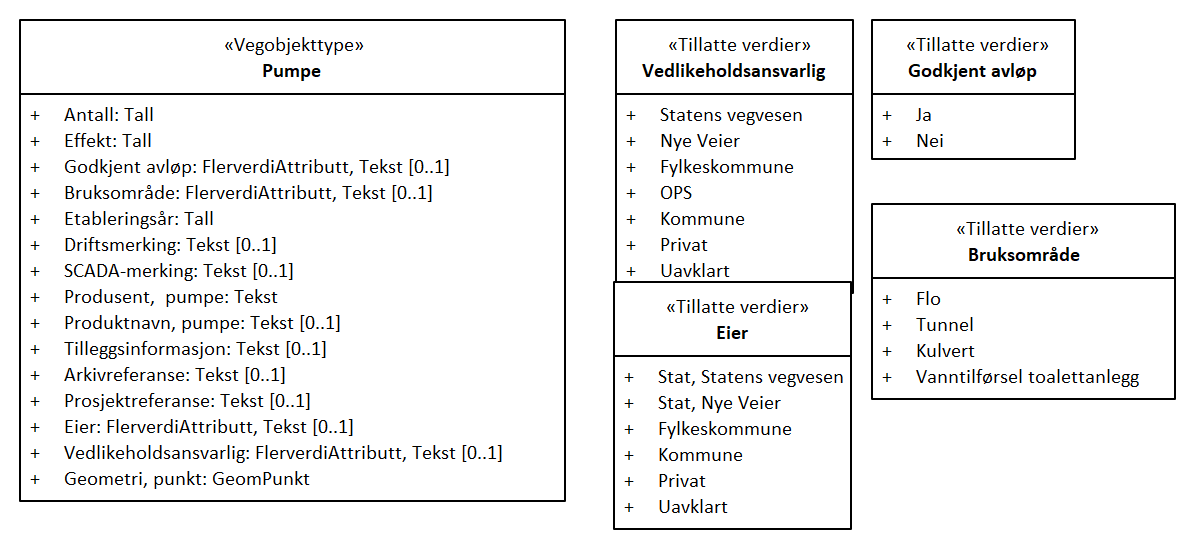 «Vegobjekttype»
Pumpe
+ Antall: Tall
+ Effekt: Tall
+ Godkjent avløp: FlerverdiAttributt, Tekst [0..1]
+ Bruksområde: FlerverdiAttributt, Tekst [0..1]
+ Etableringsår: Tall
+ Driftsmerking: Tekst [0..1]
+ SCADA-merking: Tekst [0..1]
+ Produsent, pumpe: Tekst
+ Produktnavn, pumpe: Tekst [0..1]
+ Tilleggsinformasjon: Tekst [0..1]
+ Arkivreferanse: Tekst [0..1]
+ Prosjektreferanse: Tekst [0..1]
+ Eier: FlerverdiAttributt, Tekst [0..1]
+ Vedlikeholdsansvarlig: FlerverdiAttributt, Tekst [0..1]
+ Geometri, punkt: GeomPunkt
«Tillatte verdier»
Vedlikeholdsansvarlig
+ Statens vegvesen
+ Nye Veier
+ Fylkeskommune
+ OPS
+ Kommune
+ Privat
+ Uavklart
«Tillatte verdier»
Eier
+ Stat, Statens vegvesen
+ Stat, Nye Veier
+ Fylkeskommune
+ Kommune
+ Privat
+ Uavklart
«Tillatte verdier»
Godkjent avløp
+ Ja
+ Nei
«Tillatte verdier»
Bruksområde
+ Flo
+ Tunnel
+ Kulvert
+ Vanntilførsel toalettanlegg